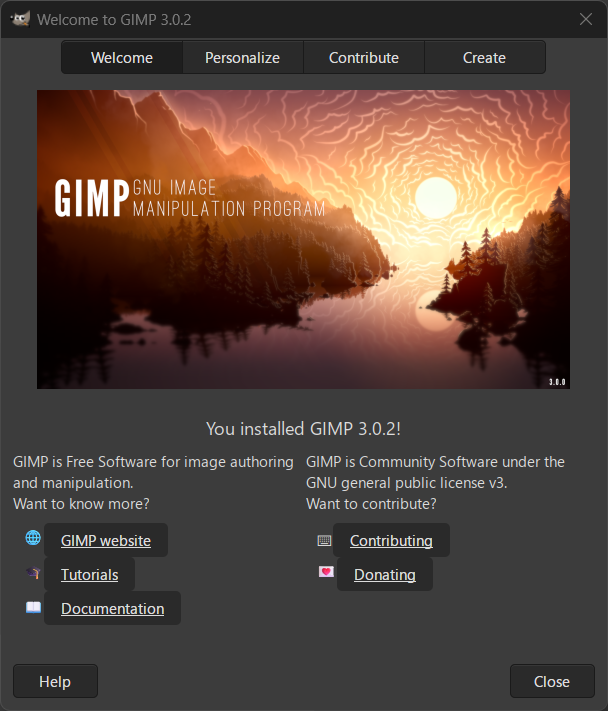 Welcome to GIMP 3.0.2
Welcome
Personalize
Contribute
Create
GIMP GNU IMAGE
MANIPULATION PROGRAM
3.0.0
You installed GIMP 3.0.2!
GIMP is Free Software for image authoring
and manipulation.
Want to know more?
GIMP website
Tutorials
Documentation
GIMP is Community Software under the
GNU general public license v3.
Want to contribute?
Contributing
Donating
Help
Close